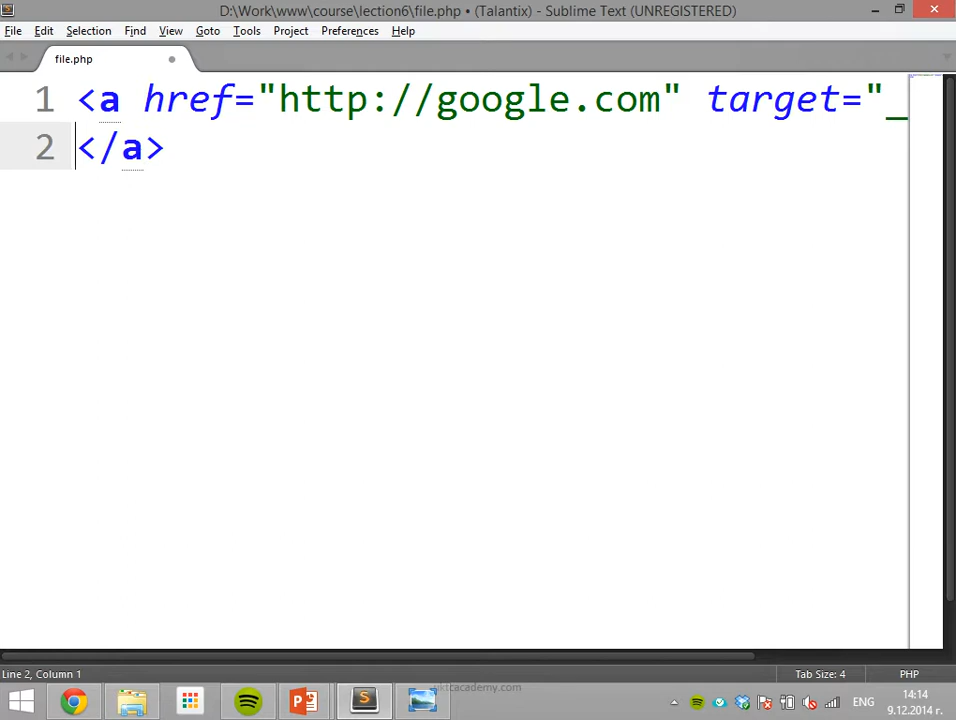 D:\Work\www\course\lection6\file.php • (Talantix) - Sublime Text (UNREGISTERED)
File Edit Selection Find View Goto Tools Project Preferences Help
file.php
1 <a href="http://google.com" target="_
2 </a>
Line 2, Column 1 Tab Size: 4 PHP
ktcacademy.com
ENG
14:14
9.12.2014 г.